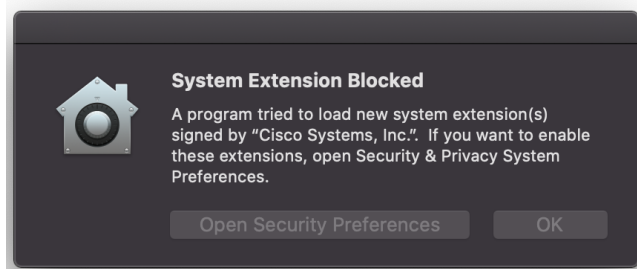 System Extension Blocked
A program tried to load new system extension(s)
signed by “Cisco Systems, Inc.”.  If you want to enable
these extensions, open Security & Privacy System
Preferences.
Open Security Preferences
OK